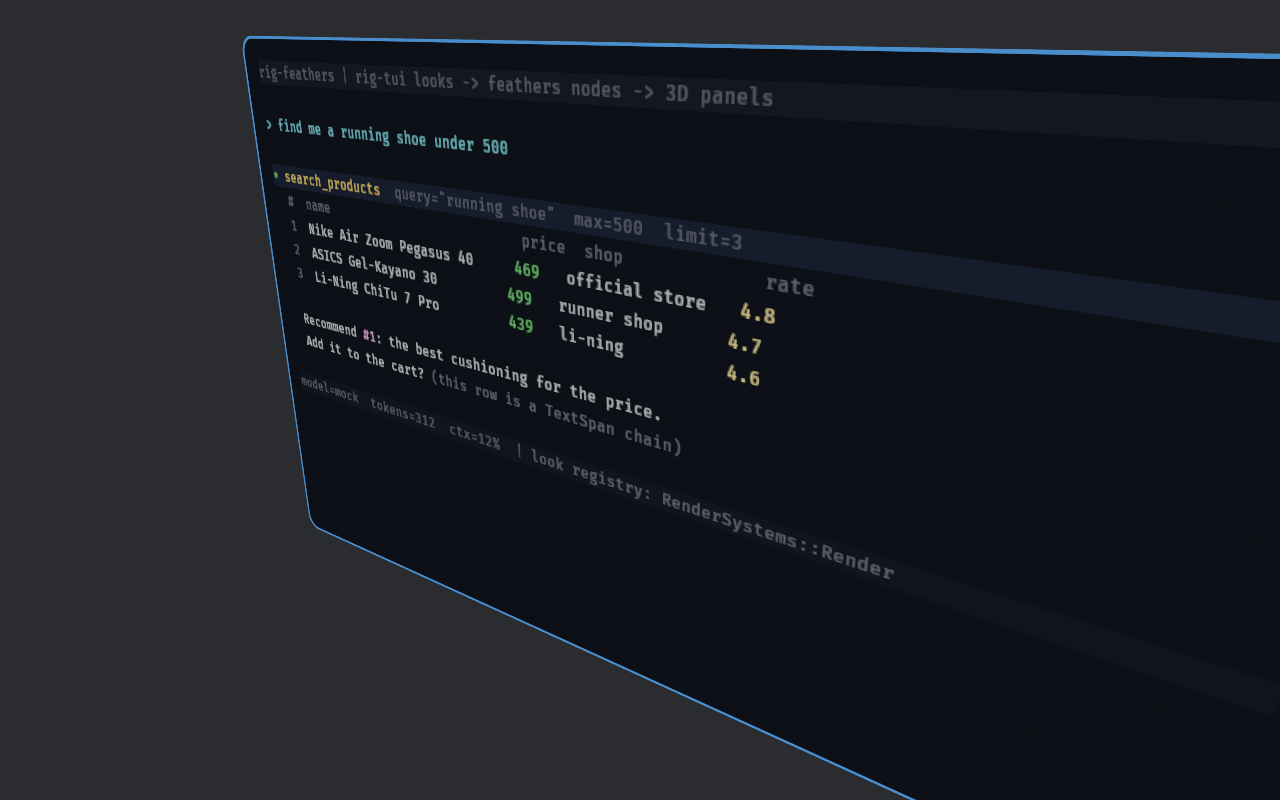 rig-feathers | rig-tui looks -> feathers nodes -> 3D panels
> find me a running shoe under 500
* search_products query="running shoe" max=500 limit=3
# name price shop rate
1 Nike Air Zoom Pegasus 40 469 official store 4.8
2 ASICS Gel-Kayano 30 499 runner shop 4.7
3 Li-Ning ChiTu 7 Pro 439 li-ning 4.6
Recommend #1: the best cushioning for the price.
Add it to the cart? (this row is a TextSpan chain)
model=mock tokens=312 ctx=12% | look registry: RenderSystems::Render